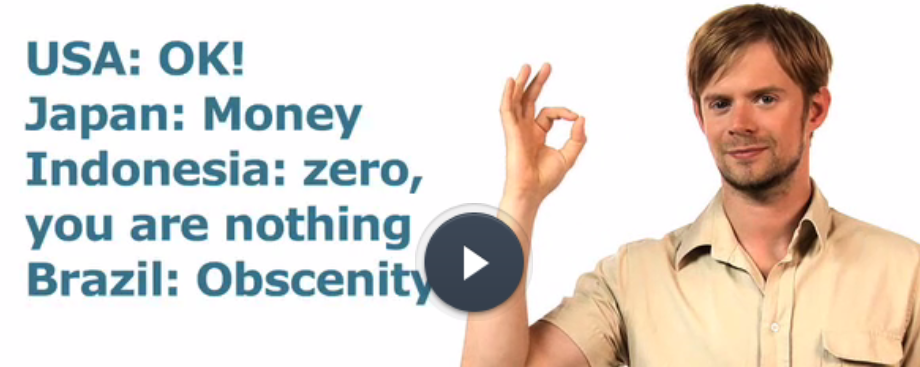 USA: OK!
Japan: Money
Indonesia: zero,
you are nothing
Brazil: Obscenity